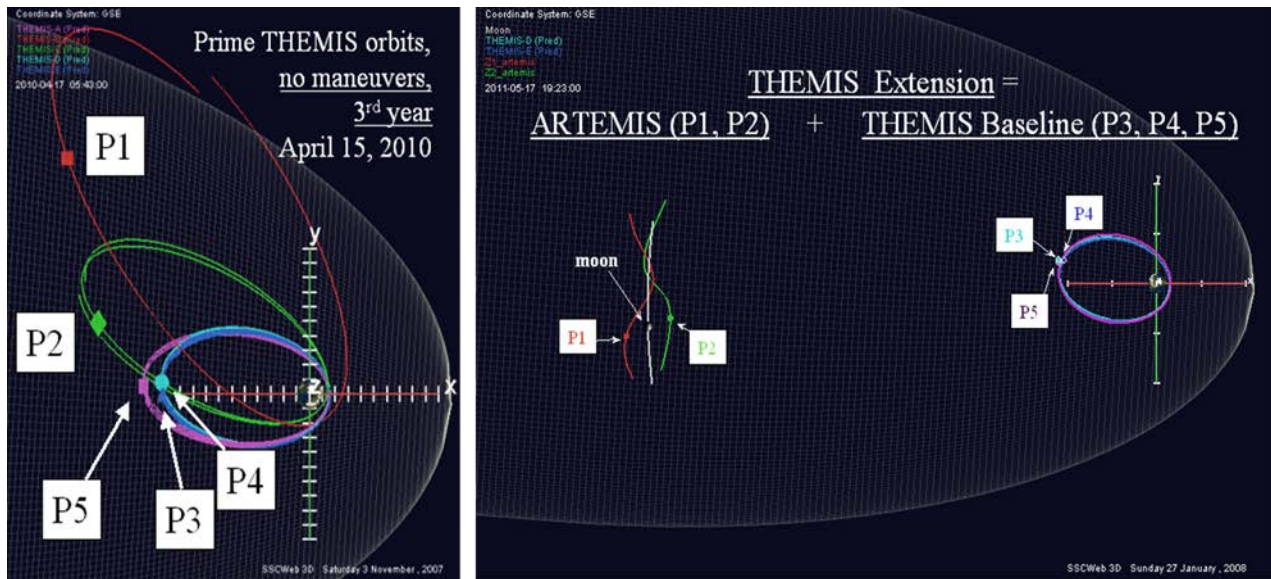 Coordinate System: GSE
THEMIS-A (Pred)
THEMIS-D (Pred)
THEMIS-E (Pred)
2010-04-17 05:43:00
Prime THEMIS orbits,
no maneuvers,
3rd year
April 15, 2010
P1
P2
P5
P3
P4
y
x
z
SSCWeb 3D Saturday 3 November, 2007
Coordinate System: GSE
Moon
THEMIS-D (Pred)
THEMIS-E (Pred)
Z1_artemis
Z2_artemis
2011-05-17 19:23:00
THEMIS Extension =
ARTEMIS (P1, P2) + THEMIS Baseline (P3, P4, P5)
moon
P1
P2
P3
P4
P5
x
SSCWeb 3D Sunday 27 January, 2008